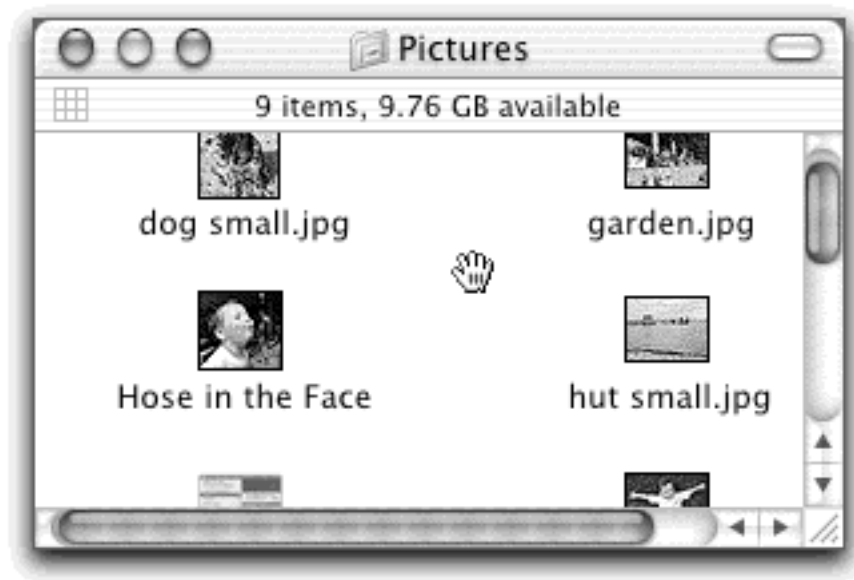 Pictures
9 items, 9.76 GB available
dog small.jpg garden.jpg
Hose in the Face hut small.jpg